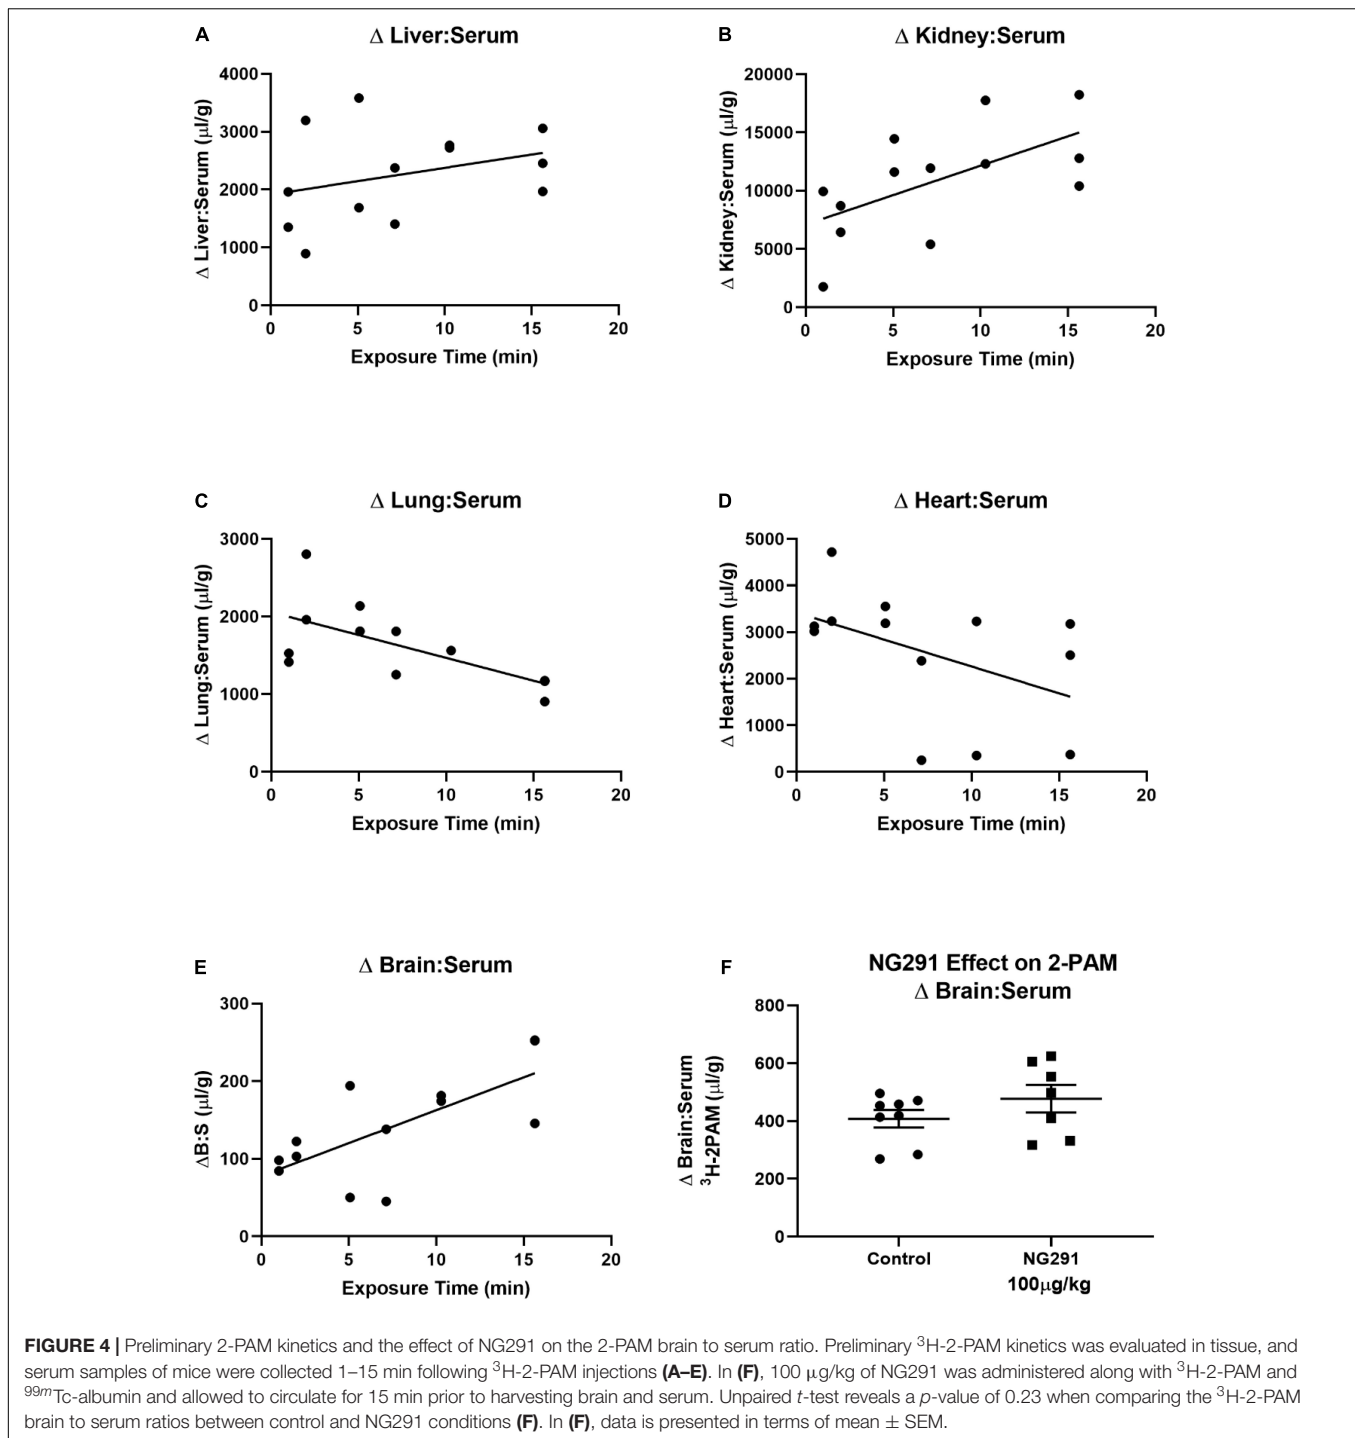 A
Δ Liver:Serum
Δ Liver:Serum (μl/g)
4000
3000
2000
1000
0
0 5 10 15 20
Exposure Time (min)
B
Δ Kidney:Serum
Δ Kidney:Serum (μl/g)
20000
15000
10000
5000
0
0 5 10 15 20
Exposure Time (min)
C
Δ Lung:Serum
Δ Lung:Serum (μl/g)
3000
2000
1000
0
0 5 10 15 20
Exposure Time (min)
D
Δ Heart:Serum
Δ Heart:Serum (μl/g)
5000
4000
3000
2000
1000
0
0 5 10 15 20
Exposure Time (min)
E
Δ Brain:Serum
ΔB:S (μl/g)
300
200
100
0
0 5 10 15 20
Exposure Time (min)
F
NG291 Effect on 2-PAM
Δ Brain:Serum
Δ Brain:Serum
³H-2PAM (μl/g)
800
600
400
200
0
Control
NG291
100μg/kg
FIGURE 4 | Preliminary 2-PAM kinetics and the effect of NG291 on the 2-PAM brain to serum ratio. Preliminary ³H-2-PAM kinetics was evaluated in tissue, and
serum samples of mice were collected 1–15 min following ³H-2-PAM injections (A–E). In (F), 100 μg/kg of NG291 was administered along with ³H-2-PAM and
⁹⁹ᵐTc-albumin and allowed to circulate for 15 min prior to harvesting brain and serum. Unpaired t-test reveals a p-value of 0.23 when comparing the ³H-2-PAM
brain to serum ratios between control and NG291 conditions (F). In (F), data is presented in terms of mean ± SEM.